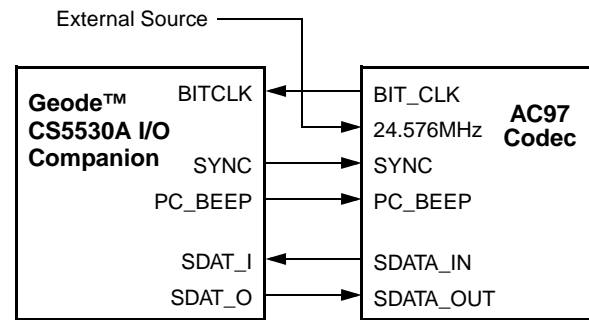 External Source
Geode™
CS5530A I/O
Companion
BITCLK
SYNC
PC_BEEP
SDAT_I
SDAT_O
BIT_CLK
24.576MHz
SYNC
PC_BEEP
SDATA_IN
SDATA_OUT
AC97
Codec